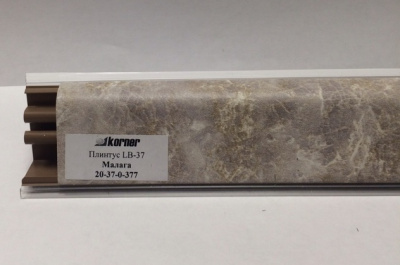 korner
Плинтус LB-37
Малага
20-37-0-377